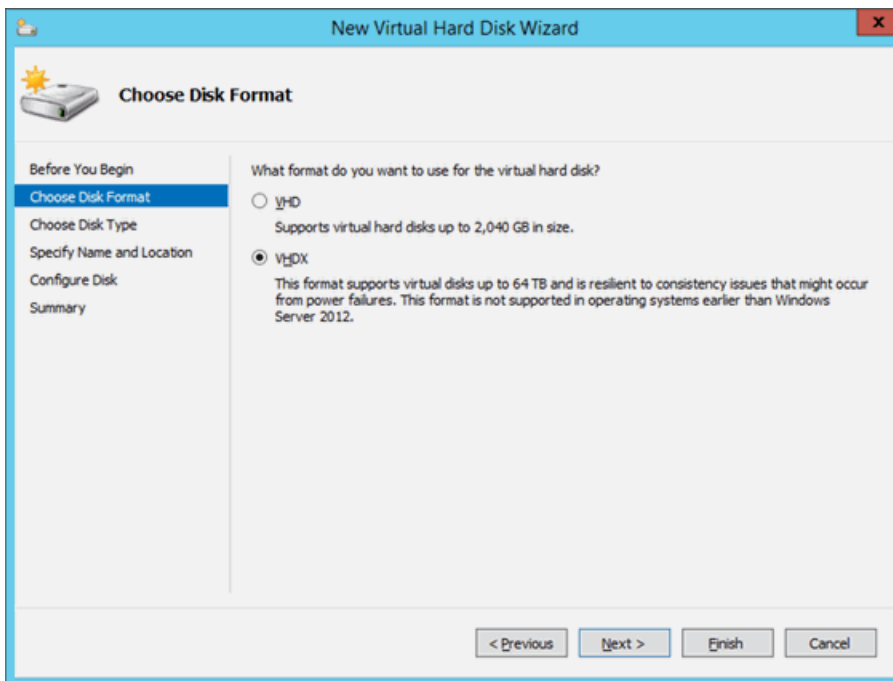 New Virtual Hard Disk Wizard
x
Choose Disk Format
Before You Begin
Choose Disk Format
Choose Disk Type
Specify Name and Location
Configure Disk
Summary
What format do you want to use for the virtual hard disk?
VHD
Supports virtual hard disks up to 2,040 GB in size.
VHDX
This format supports virtual disks up to 64 TB and is resilient to consistency issues that might occur
from power failures. This format is not supported in operating systems earlier than Windows
Server 2012.
< Previous
Next >
Finish
Cancel